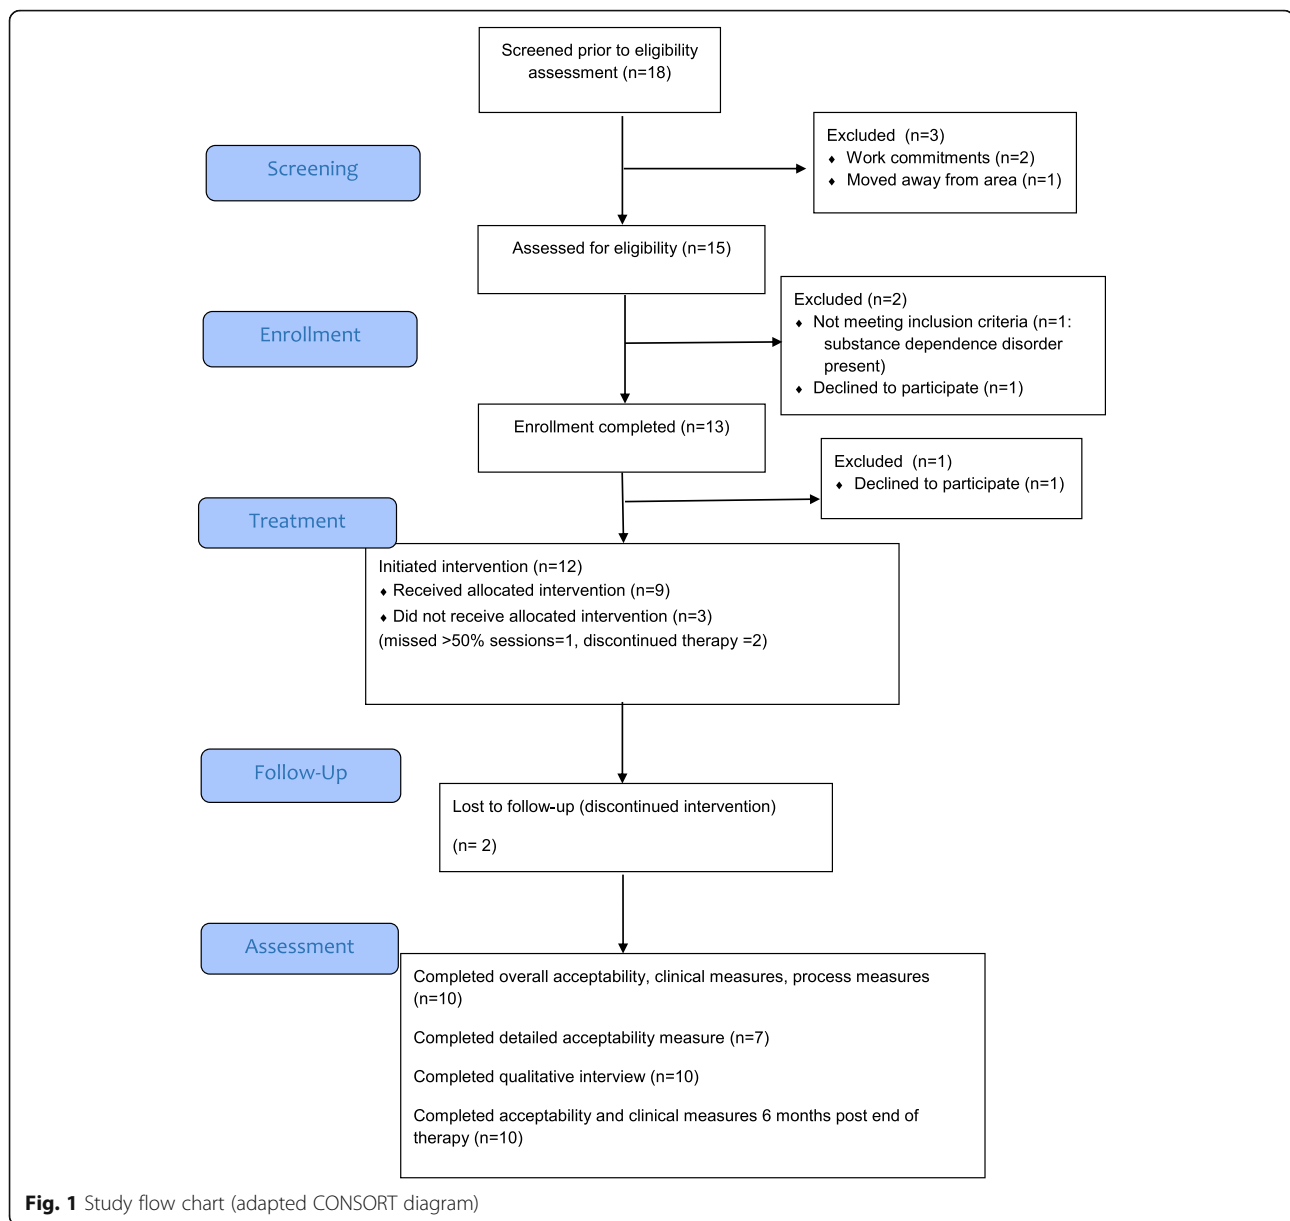 Screened prior to eligibility
assessment (n=18)
Screening
Excluded (n=3)
♦ Work commitments (n=2)
♦ Moved away from area (n=1)
Assessed for eligibility (n=15)
Enrollment
Excluded (n=2)
♦ Not meeting inclusion criteria (n=1:
substance dependence disorder
present)
♦ Declined to participate (n=1)
Enrollment completed (n=13)
Excluded (n=1)
♦ Declined to participate (n=1)
Treatment
Initiated intervention (n=12)
♦ Received allocated intervention (n=9)
♦ Did not receive allocated intervention (n=3)
(missed >50% sessions=1, discontinued therapy =2)
Follow-Up
Lost to follow-up (discontinued intervention)
(n= 2)
Assessment
Completed overall acceptability, clinical measures, process measures
(n=10)
Completed detailed acceptability measure (n=7)
Completed qualitative interview (n=10)
Completed acceptability and clinical measures 6 months post end of
therapy (n=10)
Fig. 1 Study flow chart (adapted CONSORT diagram)